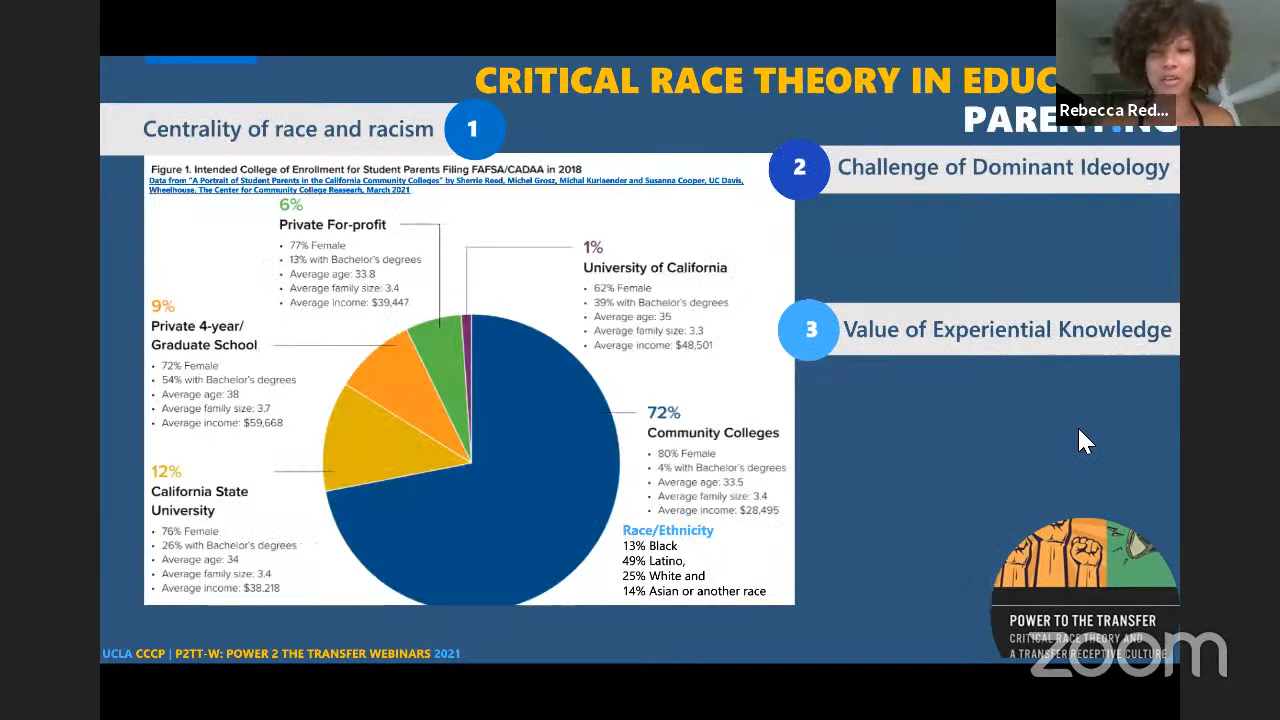 CRITICAL RACE THEORY IN EDUC
PARENTING
Rebecca Red...
Centrality of race and racism
1
2
Challenge of Dominant Ideology
3
Value of Experiential Knowledge
Figure 1. Intended College of Enrollment for Student Parents Filing FAFSA/CADAA in 2018
Data from "A Portrait of Student Parents in the California Community Colleges" by Sherrie Reed, Michel Grosz, Michal Kurlaender and Susanna Cooper, UC Davis,
Wheelhouse, The Center for Community College Reasearh, March 2021
6%
Private For-profit
• 77% Female
• 13% with Bachelor's degrees
• Average age: 33.8
• Average family size: 3.4
• Average income: $39,447
1%
University of California
• 62% Female
• 39% with Bachelor's degrees
• Average age: 35
• Average family size: 3.3
• Average income: $48,501
9%
Private 4-year/
Graduate School
• 72% Female
• 54% with Bachelor's degrees
• Average age: 38
• Average family size: 3.7
• Average income: $59,668
72%
Community Colleges
• 80% Female
• 4% with Bachelor's degrees
• Average age: 33.5
• Average family size: 3.4
• Average income: $28,495
12%
California State
University
• 76% Female
• 26% with Bachelor's degrees
• Average age: 34
• Average family size: 3.4
• Average income: $38,218
Race/Ethnicity
13% Black
49% Latino,
25% White and
14% Asian or another race
POWER TO THE TRANSFER
CRITICAL RACE THEORY AND
A TRANSFER RECEPTIVE CULTURE
zoom
UCLA CCCP | P2TT-W: POWER 2 THE TRANSFER WEBINARS 2021